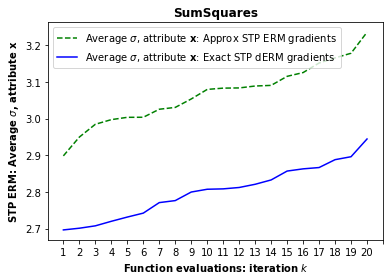 SumSquares
Average σ, attribute x: Approx STP ERM gradients
Average σ, attribute x: Exact STP dERM gradients
STP ERM: Average σ, attribute x
3.2
3.1
3.0
2.9
2.8
2.7
1 2 3 4 5 6 7 8 9 10 11 12 13 14 15 16 17 18 19 20
Function evaluations: iteration k